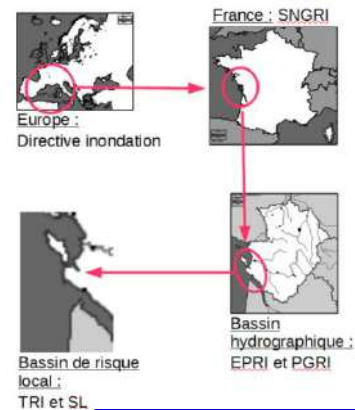 France : SNGRI
Europe :
Directive inondation
Bassin
hydrographique :
EPRI et PGRI
Bassin de risque
local :
TRI et SL